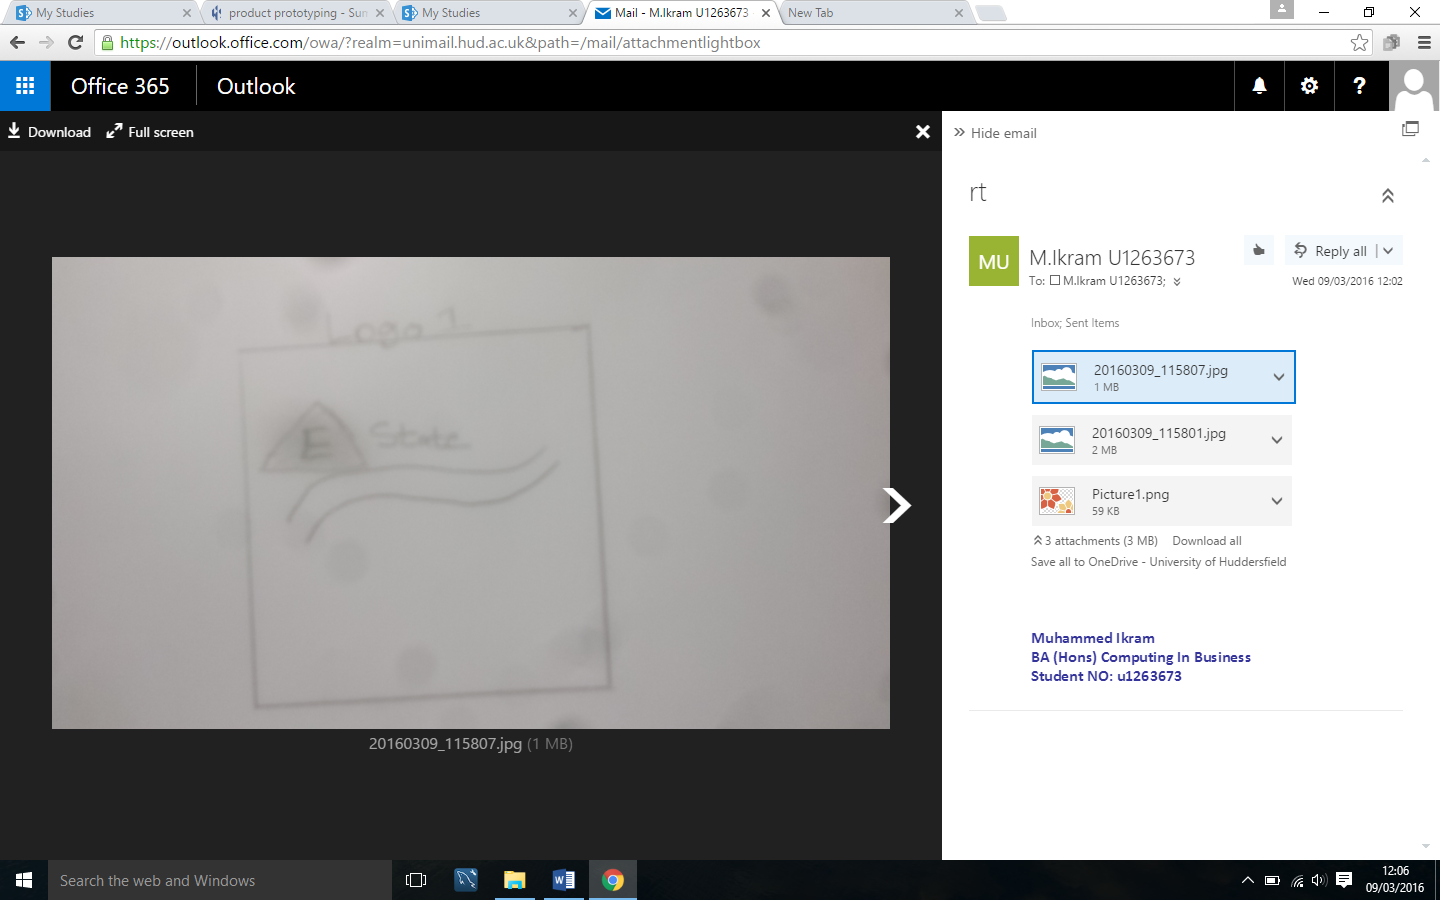 My Studies
product prototyping - Sum
My Studies
Mail - M.Ikram U1263673
New Tab
https://outlook.office.com/owa/?realm=unimail.hud.ac.uk&path=/mail/attachmentlightbox
Office 365
Outlook
?
Download
Full screen
Hide email
rt
MU
M.Ikram U1263673
Reply all
To: M.Ikram U1263673;
Wed 09/03/2016 12:02
Inbox; Sent Items
20160309_115807.jpg
1 MB
20160309_115801.jpg
2 MB
Picture1.png
59 KB
3 attachments (3 MB) Download all
Save all to OneDrive - University of Huddersfield
Muhammed Ikram
BA (Hons) Computing In Business
Student NO: u1263673
Logo 1
E State
20160309_115807.jpg (1 MB)
Search the web and Windows
12:06
09/03/2016